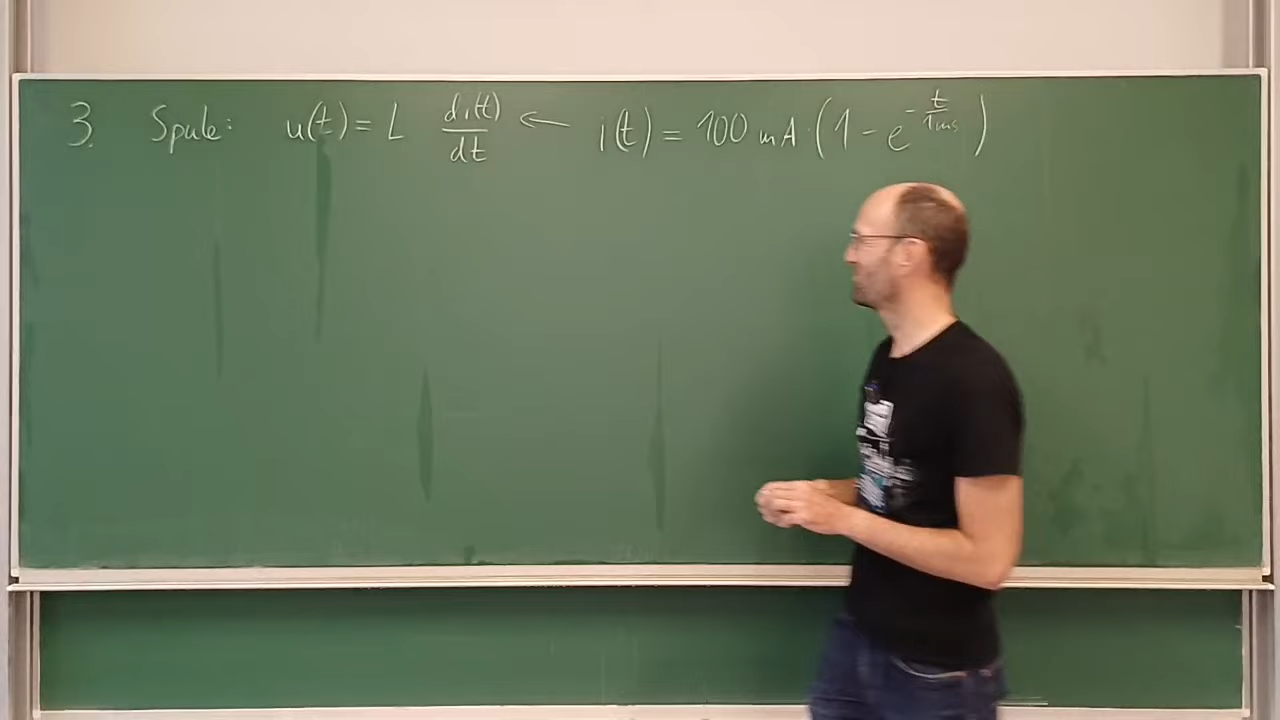 3. Spule: u(t) = L di(t)/dt ← i(t) = 100 mA · (1 - e^(-t/1ms))